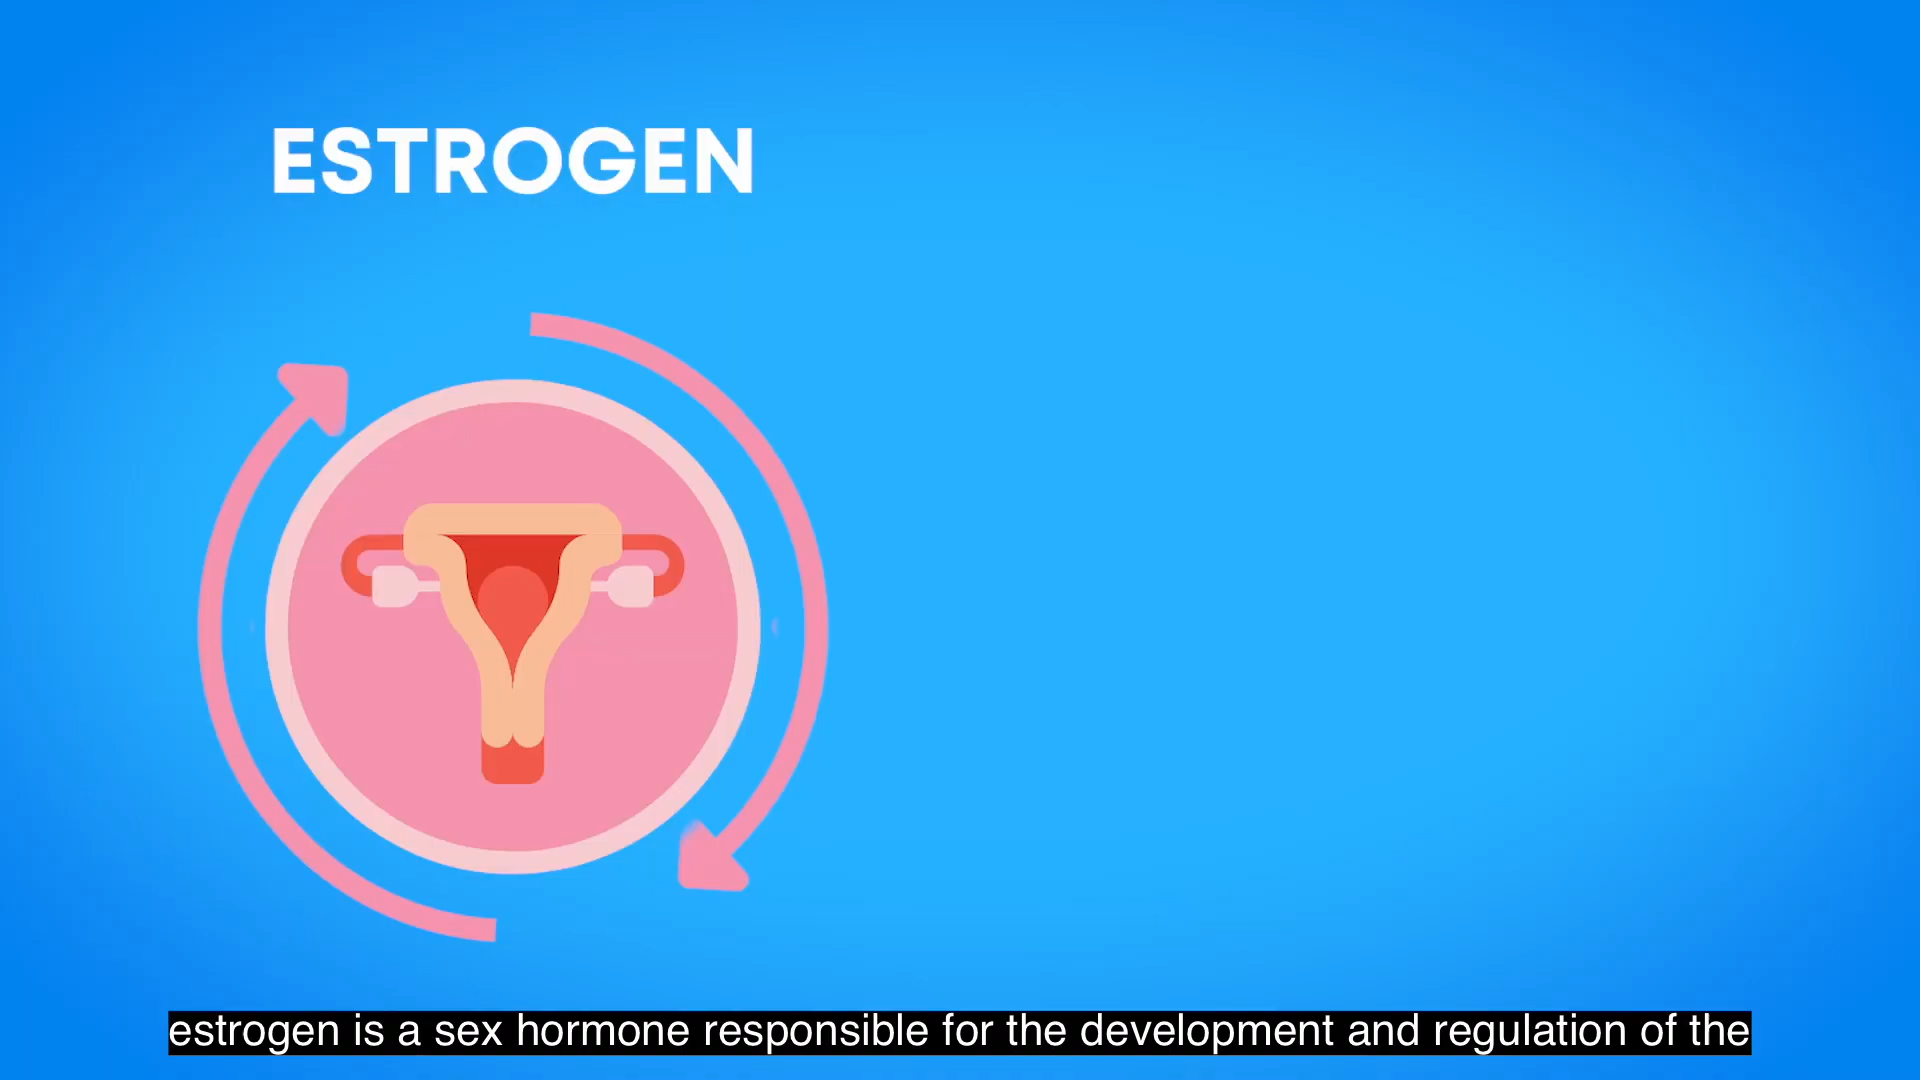 ESTROGEN
estrogen is a sex hormone responsible for the development and regulation of the